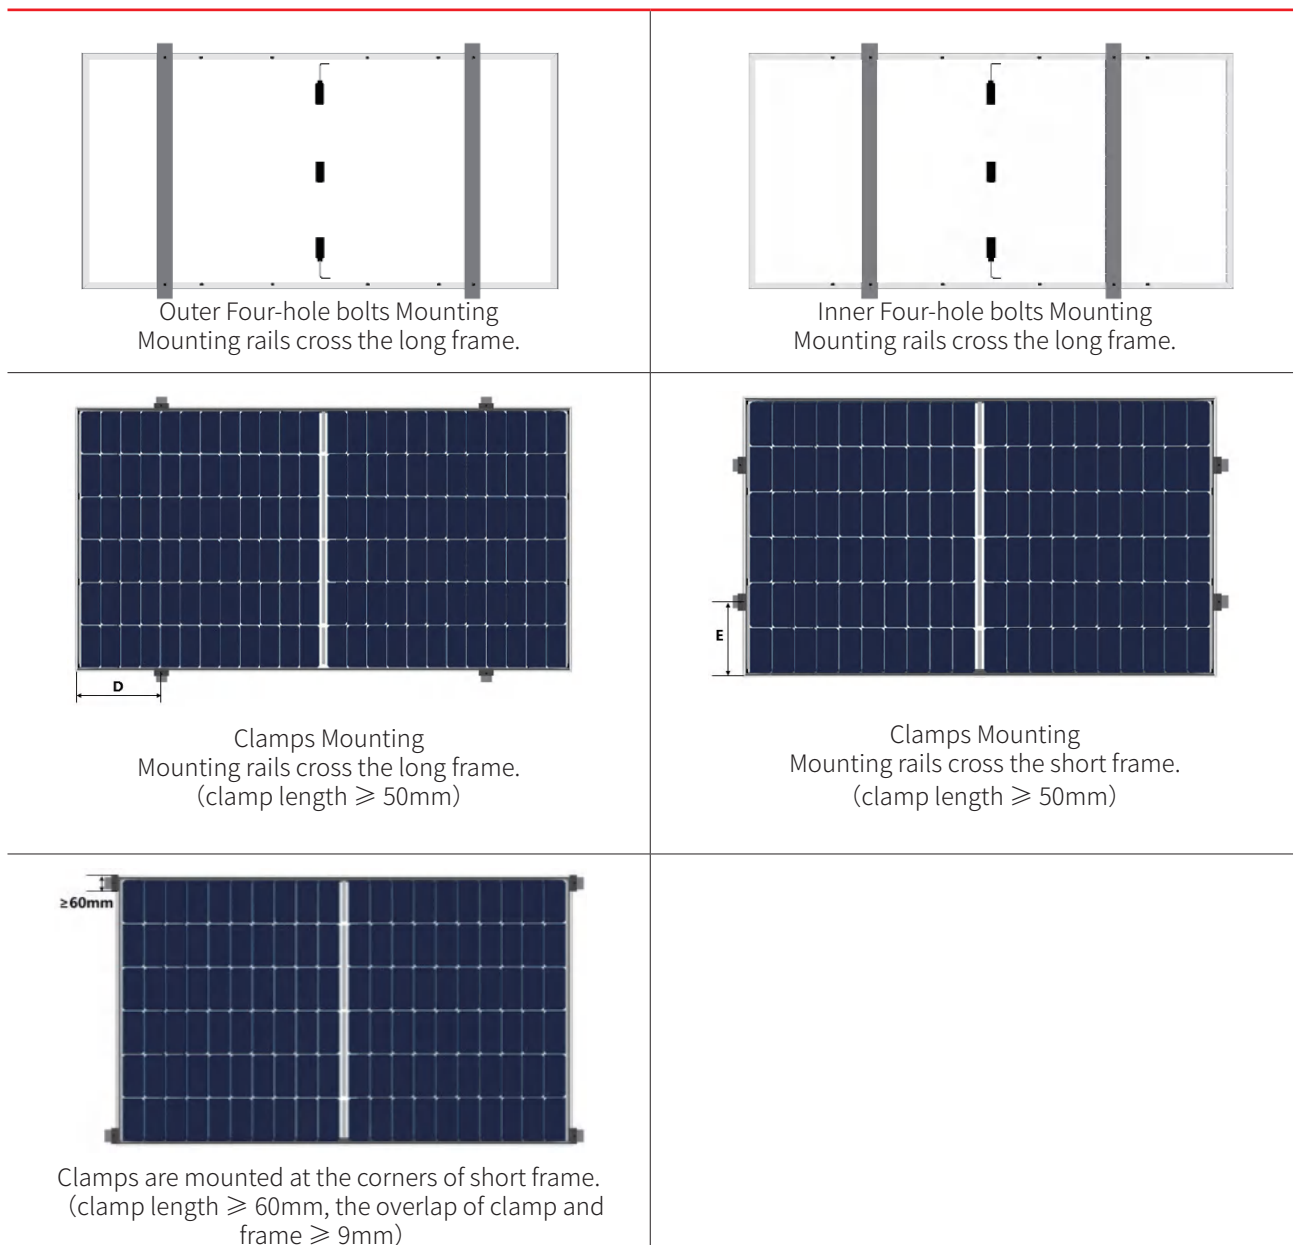 Outer Four-hole bolts Mounting
Mounting rails cross the long frame.
Inner Four-hole bolts Mounting
Mounting rails cross the long frame.
D
Clamps Mounting
Mounting rails cross the long frame.
（clamp length ≥ 50mm）
E
Clamps Mounting
Mounting rails cross the short frame.
（clamp length ≥ 50mm）
≥60mm
Clamps are mounted at the corners of short frame.
（clamp length ≥ 60mm, the overlap of clamp and
frame ≥ 9mm）